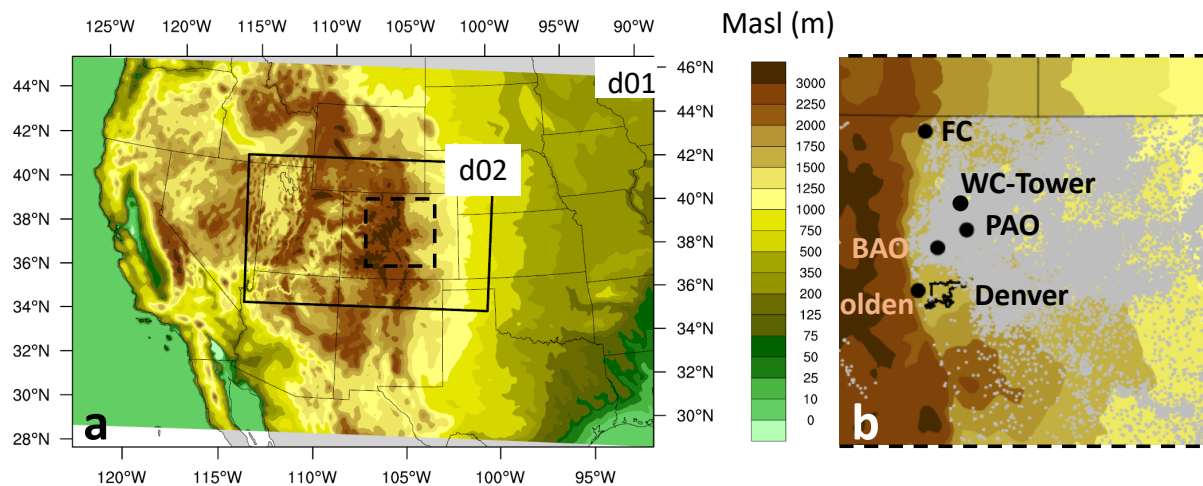 Masl (m)
125°W 120°W 115°W 110°W 105°W 100°W 95°W 90°W
44°N
42°N
40°N
38°N
36°N
34°N
32°N
30°N
28°N
d01
d02
a
46°N
44°N
42°N
40°N
38°N
36°N
34°N
32°N
30°N
120°W 115°W 110°W 105°W 100°W 95°W
3000
2250
2000
1750
1500
1250
1000
750
500
350
200
125
75
50
25
10
0
FC
WC-Tower
PAO
BAO
olden
Denver
b